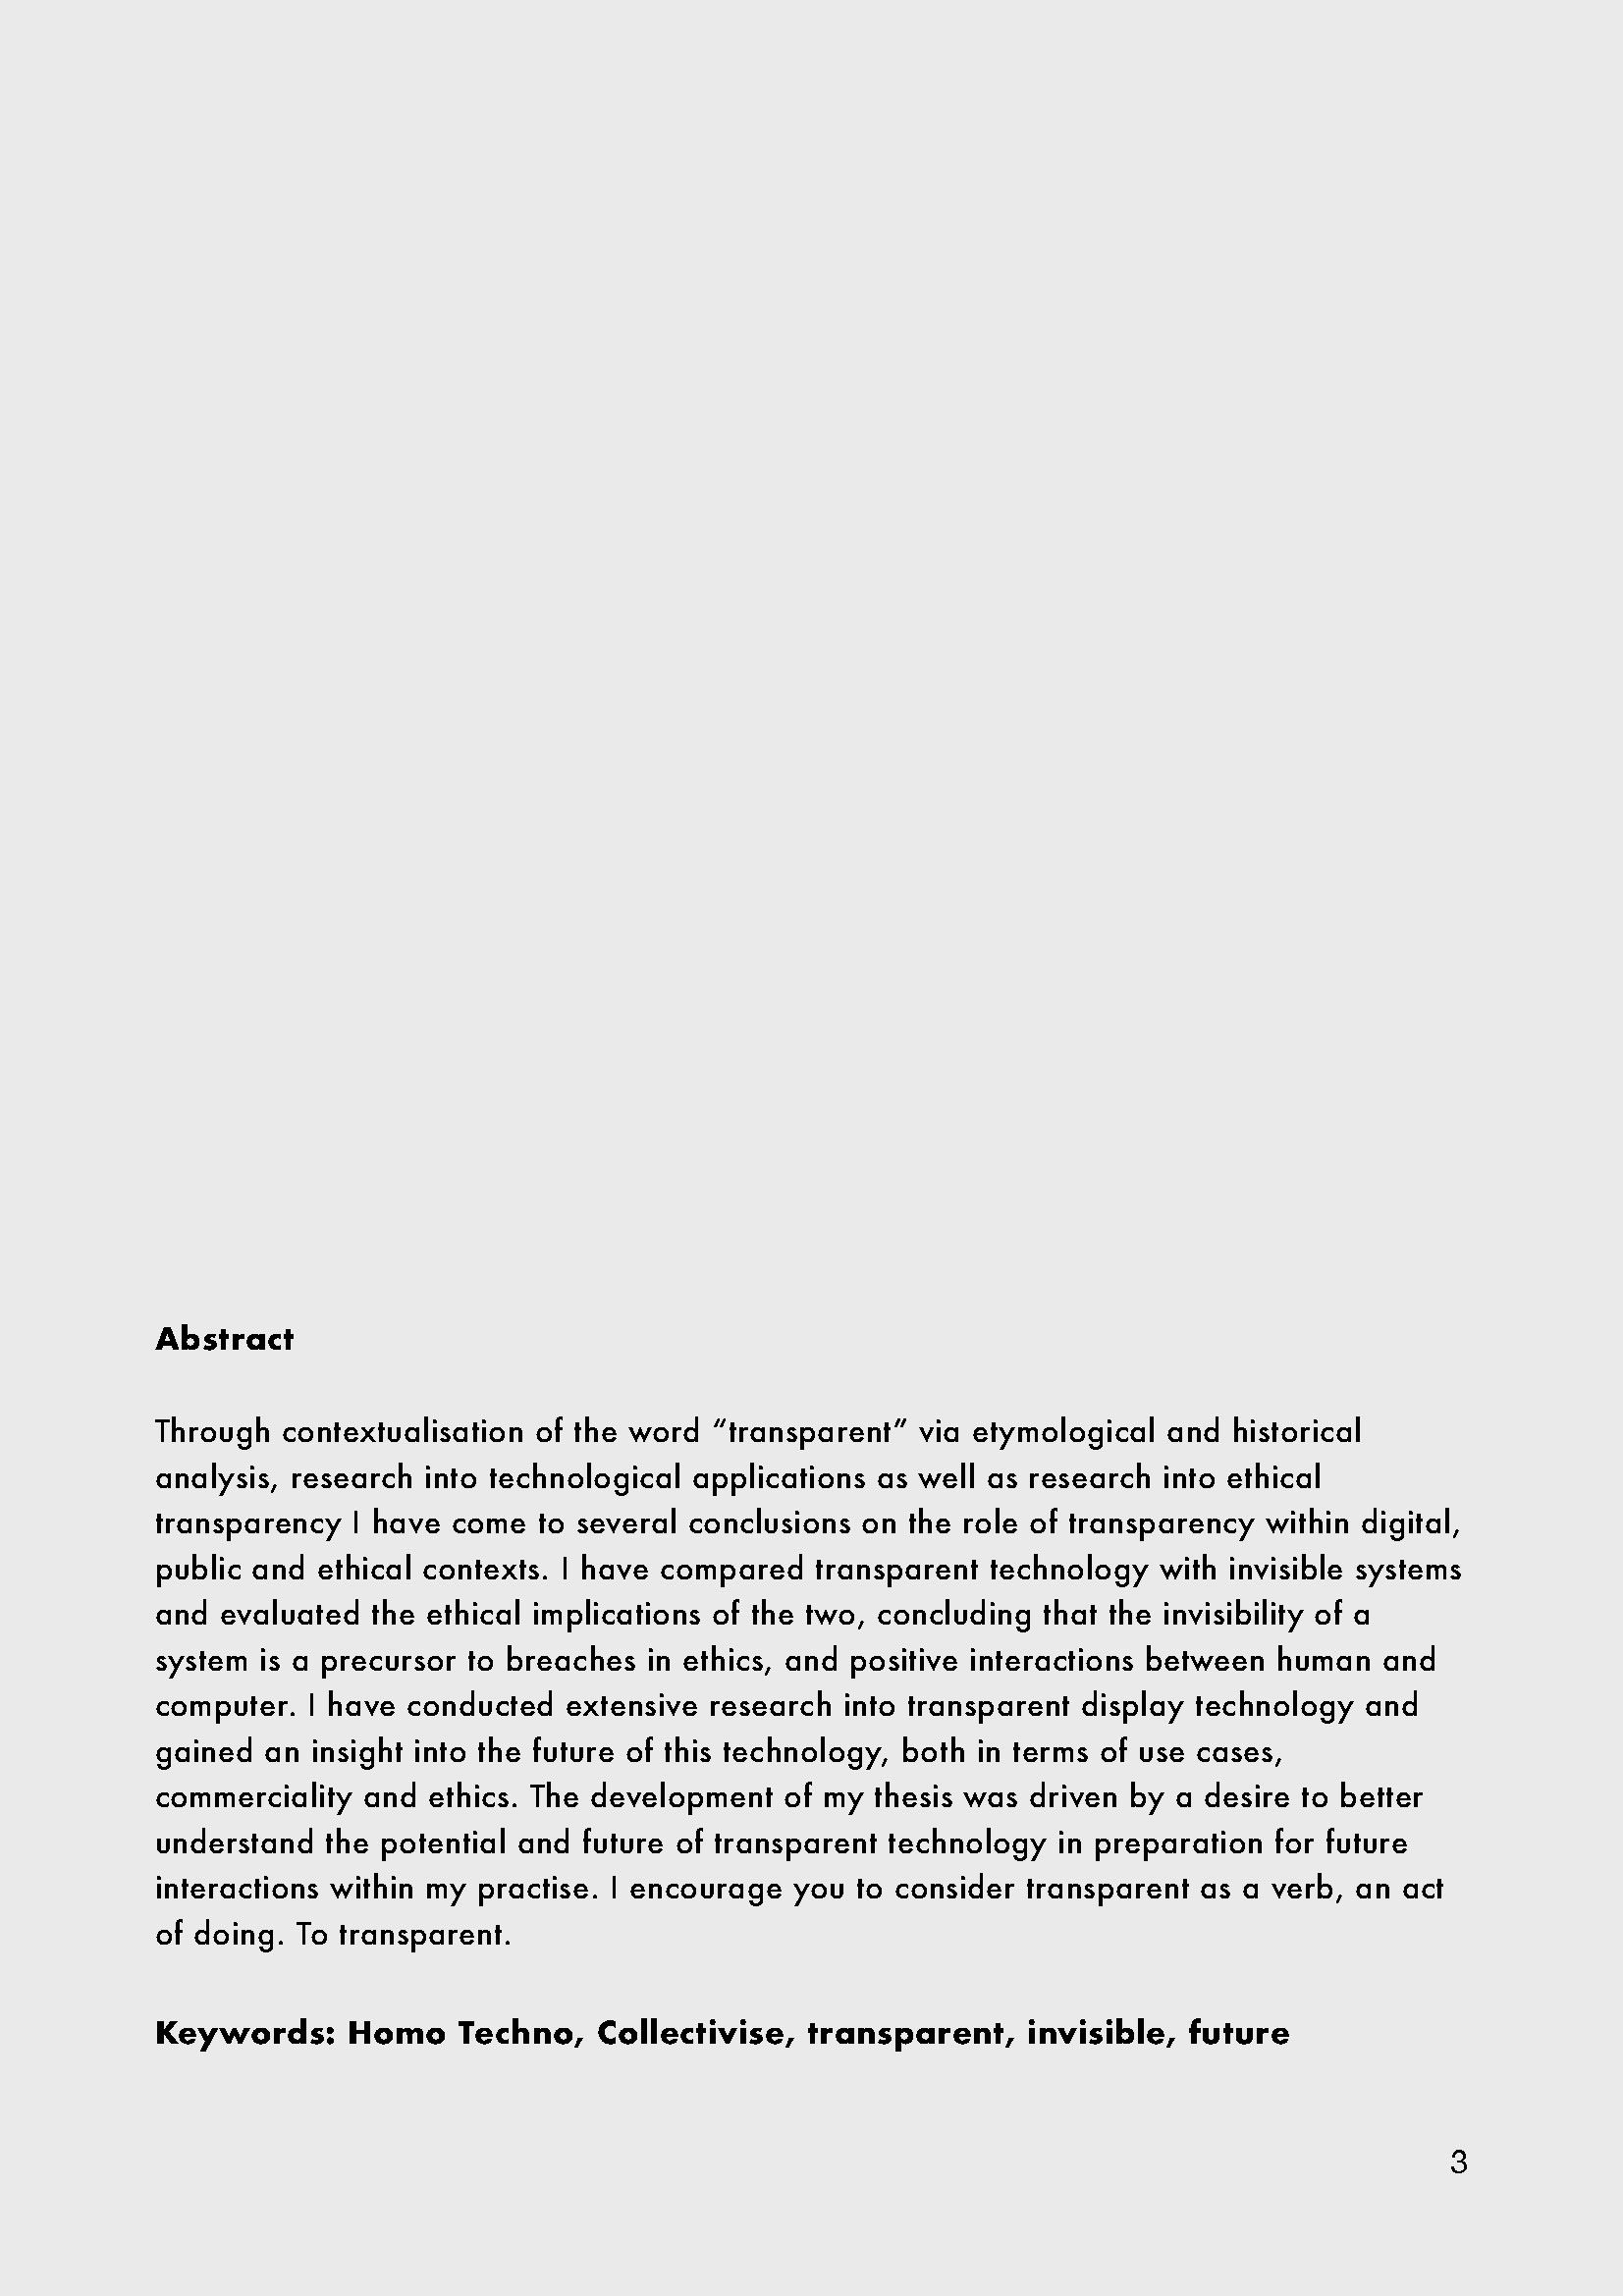 Abstract
Through contextualisation of the word “transparent” via etymological and historical
analysis, research into technological applications as well as research into ethical
transparency I have come to several conclusions on the role of transparency within digital,
public and ethical contexts. I have compared transparent technology with invisible systems
and evaluated the ethical implications of the two, concluding that the invisibility of a
system is a precursor to breaches in ethics, and positive interactions between human and
computer. I have conducted extensive research into transparent display technology and
gained an insight into the future of this technology, both in terms of use cases,
commerciality and ethics. The development of my thesis was driven by a desire to better
understand the potential and future of transparent technology in preparation for future
interactions within my practise. I encourage you to consider transparent as a verb, an act
of doing. To transparent.
Keywords: Homo Techno, Collectivise, transparent, invisible, future
3